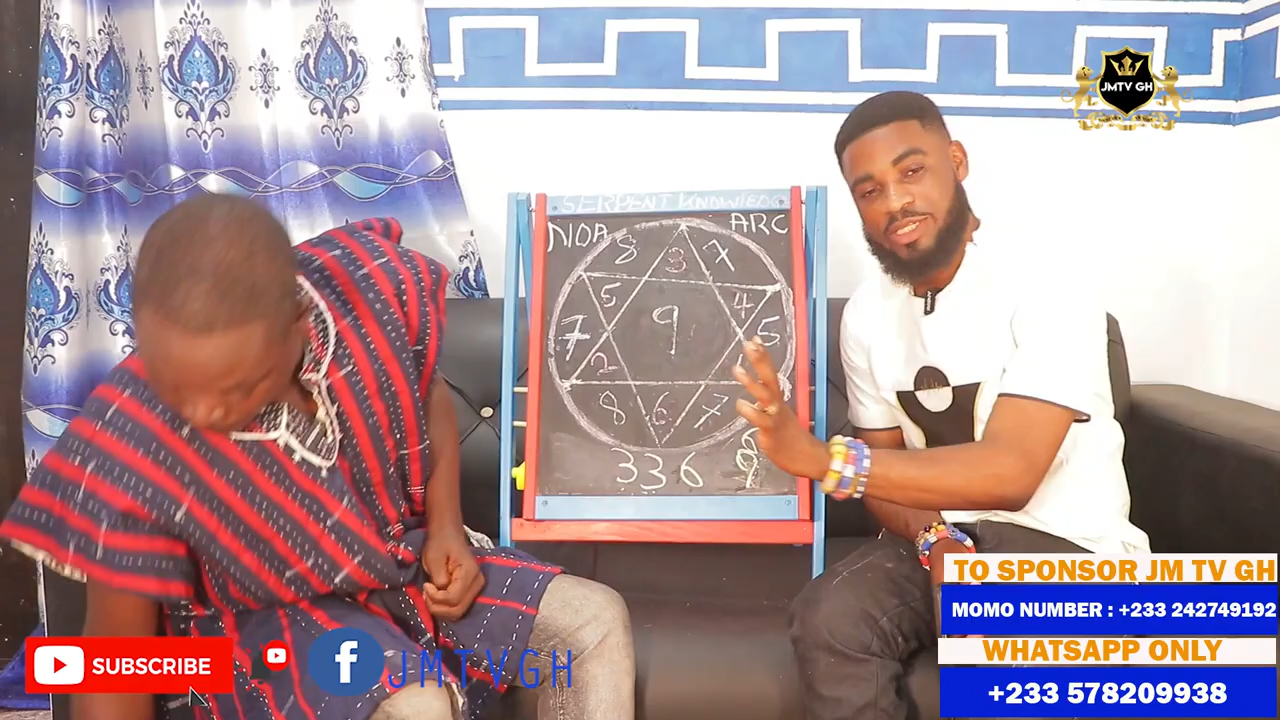 JMTV GH
SERPENT KNOWLEDG
NOA
ARC
8
3
7
5
4
9
7
5
2
8
6
7
336
TO SPONSOR JM TV GH
MOMO NUMBER : +233 242749192
WHATSAPP ONLY
+233 578209938
SUBSCRIBE
f
JMTVGH